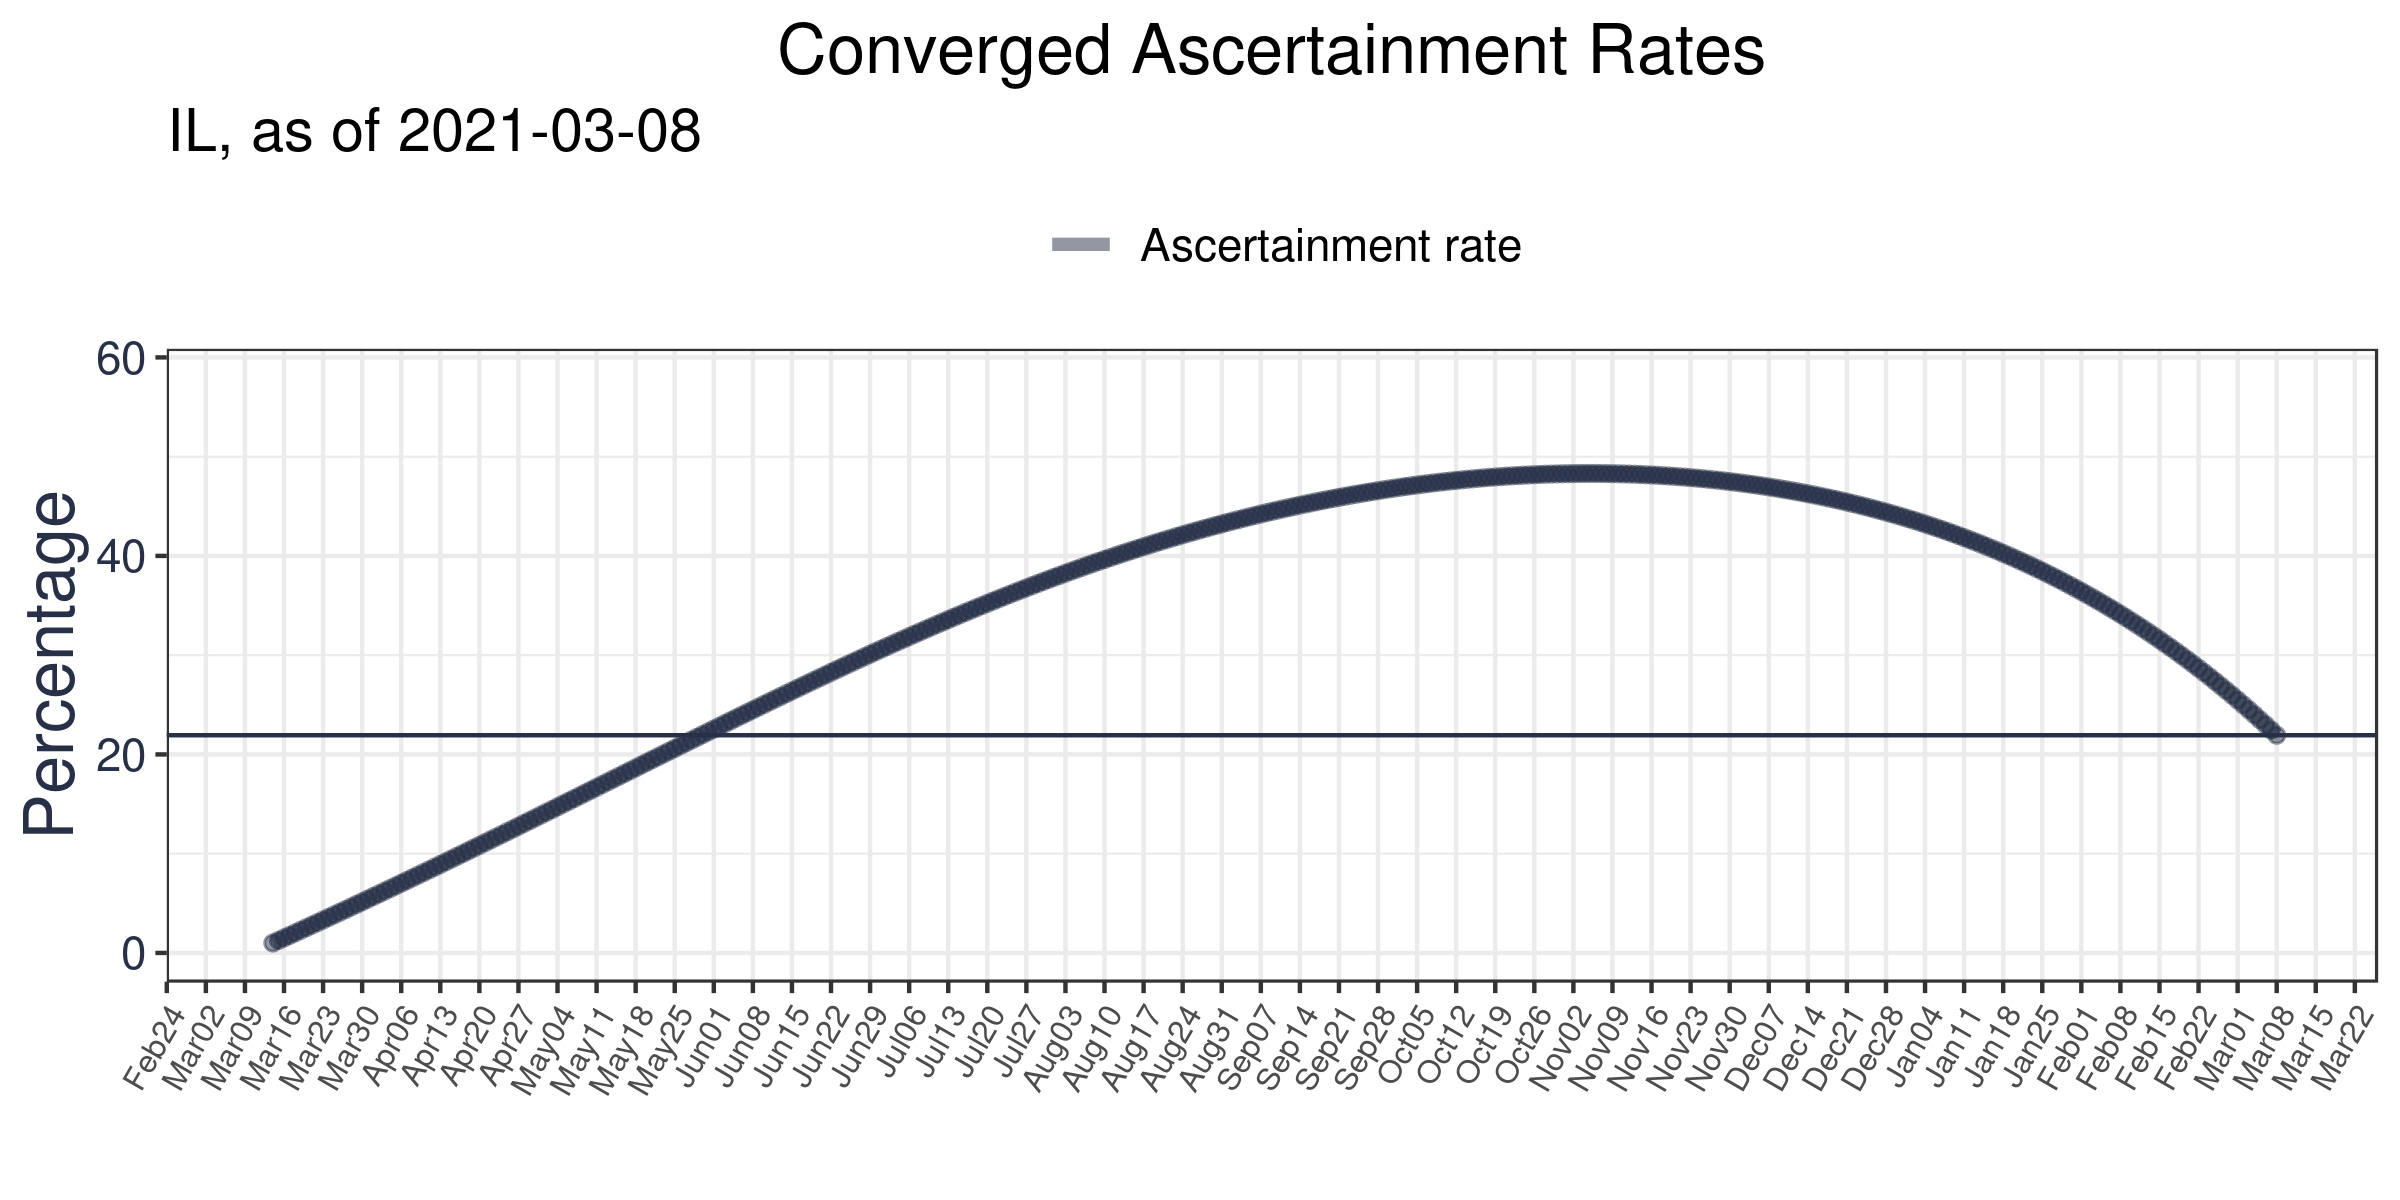 Converged Ascertainment Rates
IL, as of 2021-03-08
Ascertainment rate
Percentage
60
40
20
0
Feb24 Mar02 Mar09 Mar16 Mar23 Mar30 Apr06 Apr13 Apr20 Apr27 May04 May11 May18 May25 Jun01 Jun08 Jun15 Jun22 Jun29 Jul06 Jul13 Jul20 Jul27 Aug03 Aug10 Aug17 Aug24 Aug31 Sep07 Sep14 Sep21 Sep28 Oct05 Oct12 Oct19 Oct26 Nov02 Nov09 Nov16 Nov23 Nov30 Dec07 Dec14 Dec21 Dec28 Jan04 Jan11 Jan18 Jan25 Feb01 Feb08 Feb15 Feb22 Mar01 Mar08 Mar15 Mar22